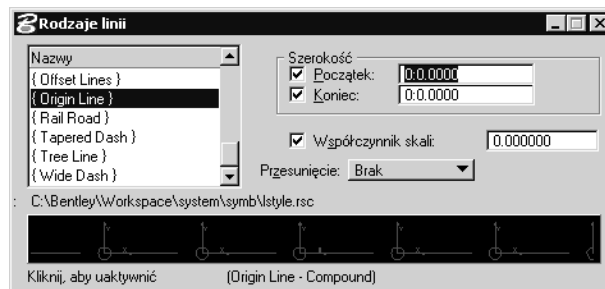 Rodzaje linii
Nazwy
{ Offset Lines }
{ Origin Line }
{ Rail Road }
{ Tapered Dash }
{ Tree Line }
{ Wide Dash }
Szerokość
Początek: 0:0.0000
Koniec: 0:0.0000
Współczynnik skali: 0.000000
Przesunięcie: Brak
: C:\Bentley\Workspace\system\symb\lstyle.rsc
Kliknij, aby uaktywnić (Origin Line - Compound)